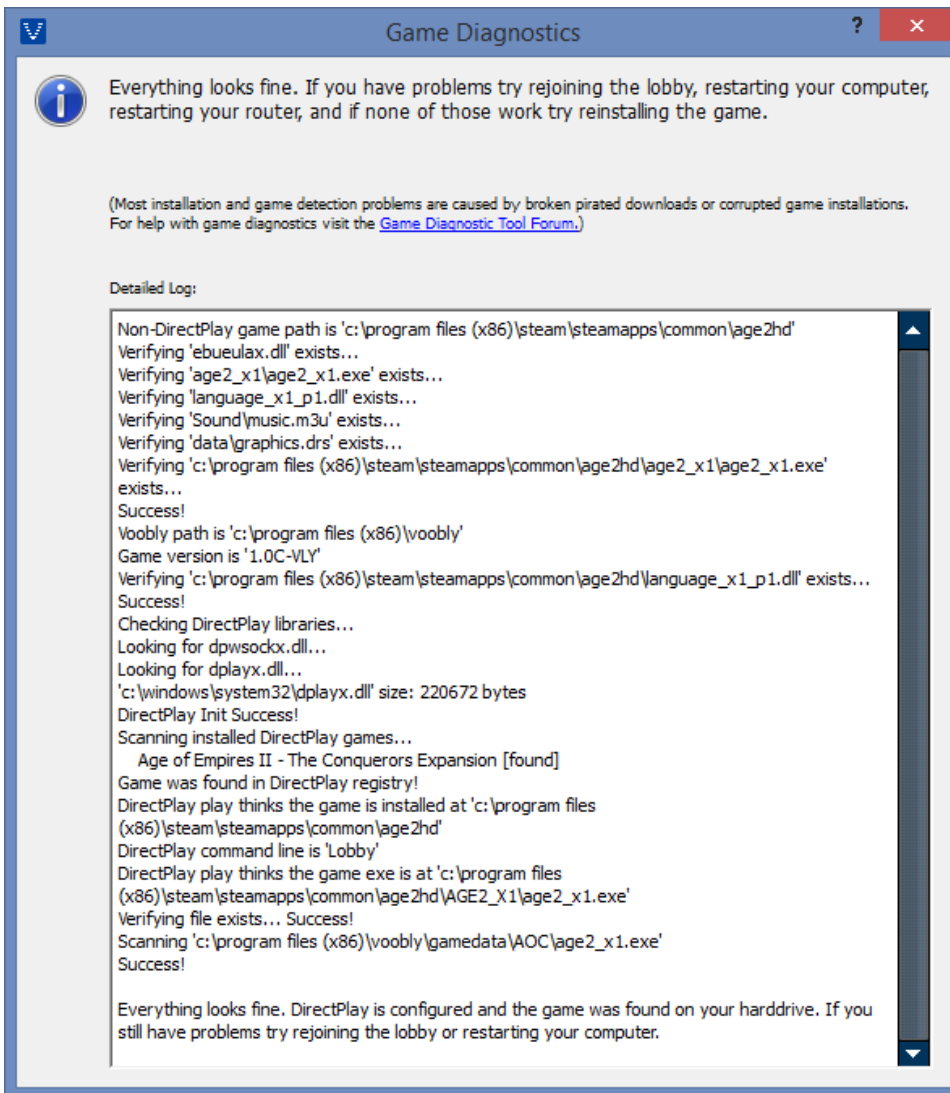 Game Diagnostics
?
Everything looks fine. If you have problems try rejoining the lobby, restarting your computer,
restarting your router, and if none of those work try reinstalling the game.
(Most installation and game detection problems are caused by broken pirated downloads or corrupted game installations.
For help with game diagnostics visit the Game Diagnostic Tool Forum.)
Detailed Log:
Non-DirectPlay game path is 'c:\program files (x86)\steam\steamapps\common\age2hd'
Verifying 'ebueulax.dll' exists...
Verifying 'age2_x1\age2_x1.exe' exists...
Verifying 'language_x1_p1.dll' exists...
Verifying 'Sound\music.m3u' exists...
Verifying 'data\graphics.drs' exists...
Verifying 'c:\program files (x86)\steam\steamapps\common\age2hd\age2_x1\age2_x1.exe'
exists...
Success!
Voobly path is 'c:\program files (x86)\voobly'
Game version is '1.0C-VLY'
Verifying 'c:\program files (x86)\steam\steamapps\common\age2hd\language_x1_p1.dll' exists...
Success!
Checking DirectPlay libraries...
Looking for dpwsockx.dll...
Looking for dplayx.dll...
'c:\windows\system32\dplayx.dll' size: 220672 bytes
DirectPlay Init Success!
Scanning installed DirectPlay games...
Age of Empires II - The Conquerors Expansion [found]
Game was found in DirectPlay registry!
DirectPlay play thinks the game is installed at 'c:\program files
(x86)\steam\steamapps\common\age2hd'
DirectPlay command line is 'Lobby'
DirectPlay play thinks the game exe is at 'c:\program files
(x86)\steam\steamapps\common\age2hd\AGE2_X1\age2_x1.exe'
Verifying file exists... Success!
Scanning 'c:\program files (x86)\voobly\gamedata\AOC\age2_x1.exe'
Success!
Everything looks fine. DirectPlay is configured and the game was found on your harddrive. If you
still have problems try rejoining the lobby or restarting your computer.